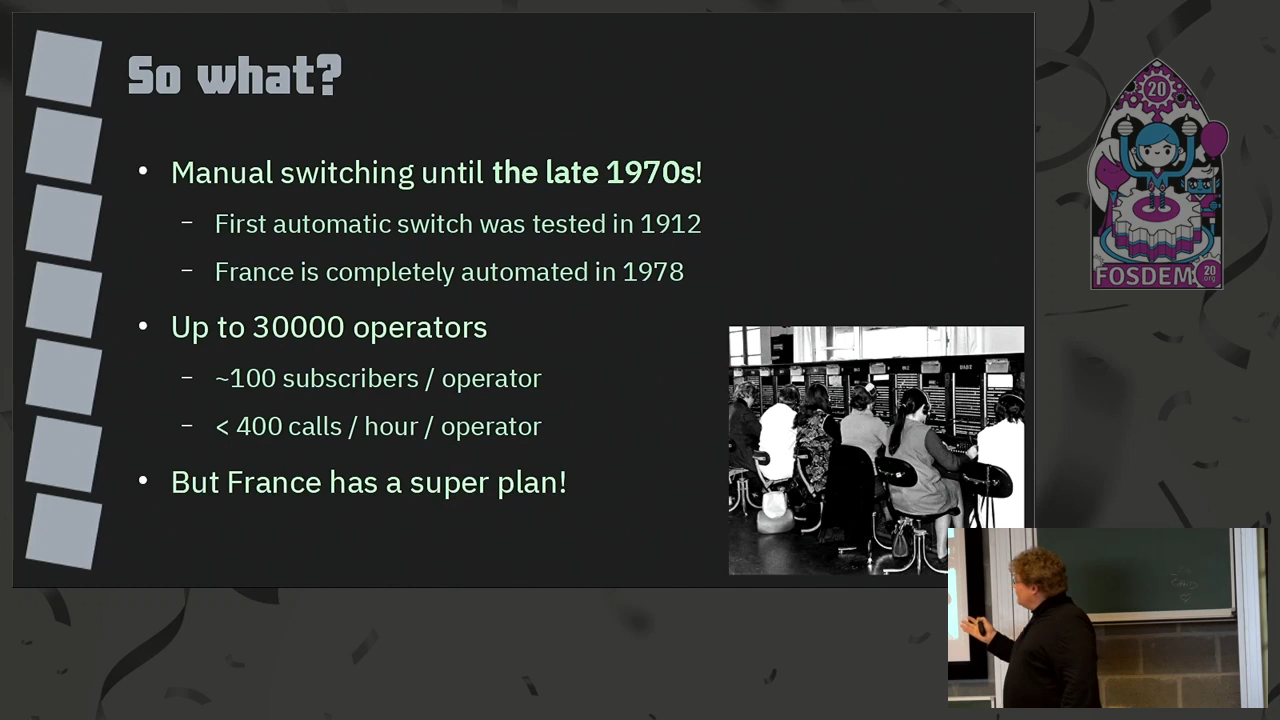 So what?
Manual switching until the late 1970s!
First automatic switch was tested in 1912
France is completely automated in 1978
Up to 30000 operators
~100 subscribers / operator
< 400 calls / hour / operator
But France has a super plan!
20
FOSDEM
20
org